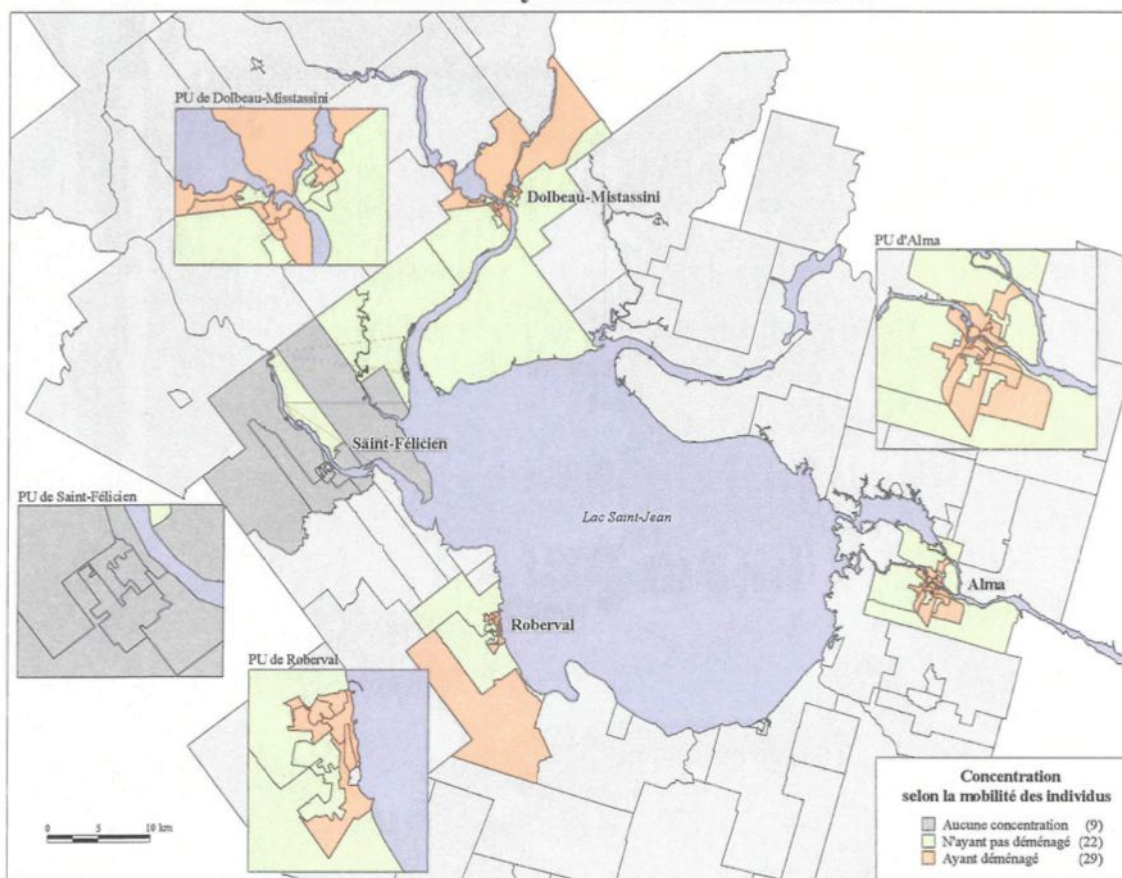 PU de Dolbeau-Misstassini
Dolbeau-Mistassini
PU d'Alma
Saint-Félicien
PU de Saint-Félicien
Lac Saint-Jean
Alma
Roberval
PU de Roberval
Concentration
selon la mobilité des individus
Aucune concentration (9)
N'ayant pas déménagé (22)
Ayant déménagé (29)
0 5 10 km